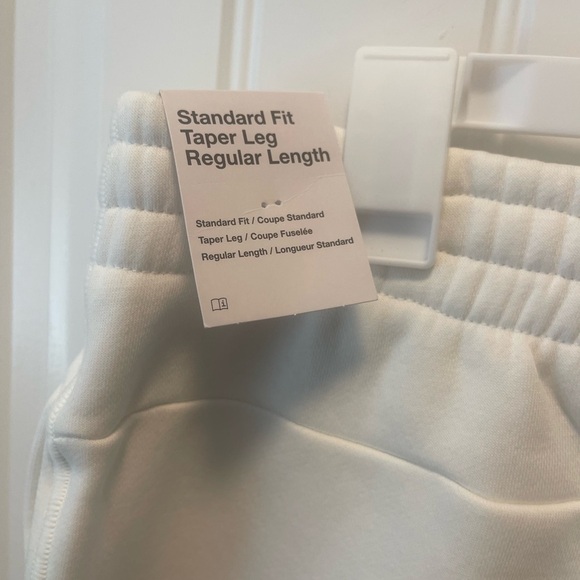 Standard Fit
Taper Leg
Regular Length
Standard Fit / Coupe Standard
Taper Leg / Coupe Fuselée
Regular Length / Longueur Standard